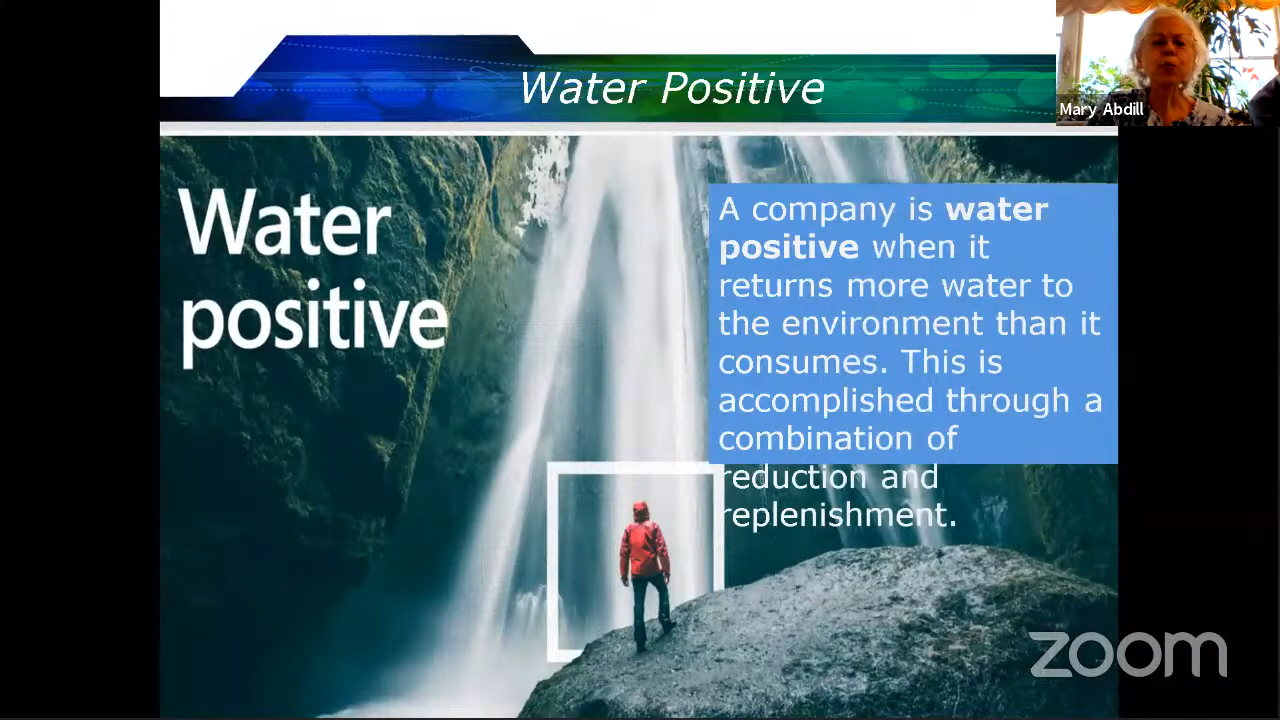 Water Positive
Mary Abdill
Water
positive
A company is water
positive when it
returns more water to
the environment than it
consumes. This is
accomplished through a
combination of
reduction and
replenishment.
zoom